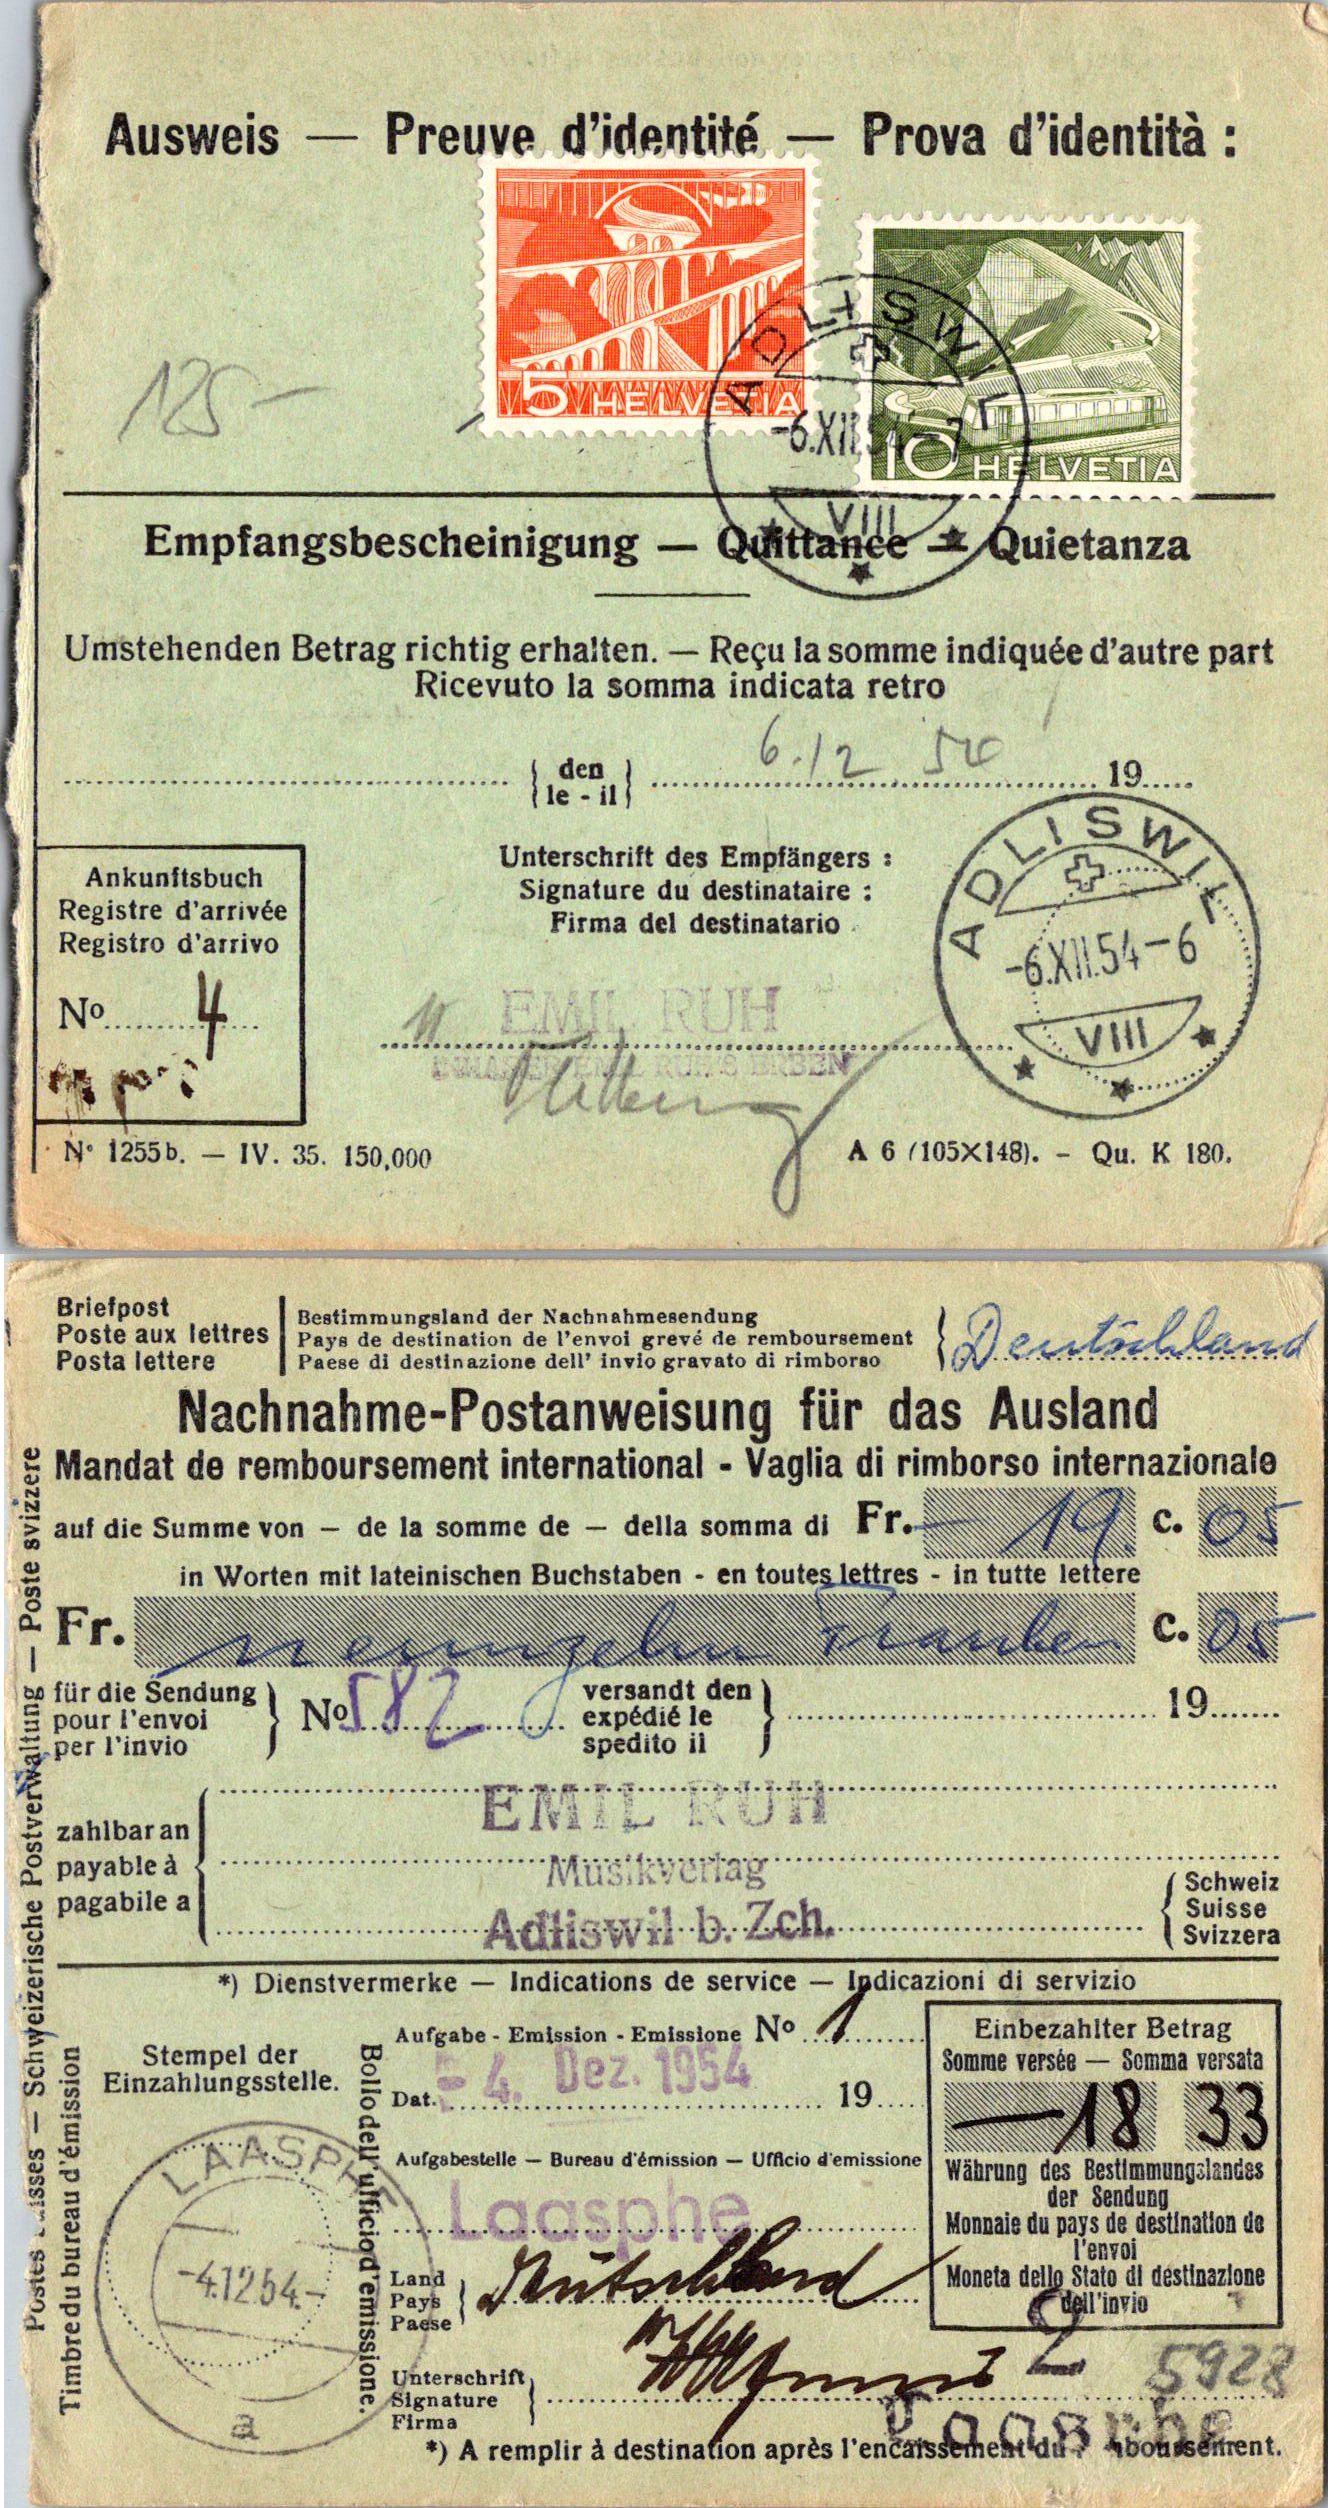 Ausweis — Preuve d'identité — Prova d'identità :
5 HELVETIA
10 HELVETIA
ADLISWIL
-6.XII.54-7
VIII
125-
Empfangsbescheinigung — Quittance — Quietanza
Umstehenden Betrag richtig erhalten. — Reçu la somme indiquée d'autre part
Ricevuto la somma indicata retro
den
le - il
6.12 54 19
Ankunftsbuch
Registre d'arrivée
Registro d'arrivo
No 4
Unterschrift des Empfängers :
Signature du destinataire :
Firma del destinatario
EMIL RUH
ADLISWIL
-6.XII.54-6
VIII
N° 1255b. — IV. 35. 150,000
A 6 (105×148). - Qu. K 180.
Briefpost
Poste aux lettres
Posta lettere
Bestimmungsland der Nachnahmesendung
Pays de destination de l'envoi grevé de remboursement
Paese di destinazione dell' invio gravato di rimborso
Deutschland
Nachnahme-Postanweisung für das Ausland
Mandat de remboursement international - Vaglia di rimborso internazionale
auf die Summe von — de la somme de — della somma di Fr. — 19. c. 05
in Worten mit lateinischen Buchstaben - en toutes lettres - in tutte lettere
Fr. neunzehn Franken c. 05
für die Sendung
pour l'envoi
per l'invio
No 582
versandt den
expédié le
spedito il
19
zahlbar an
payable à
pagabile a
EMIL RUH
Musikverlag
Adliswil b. Zch.
Schweiz
Suisse
Svizzera
*) Dienstvermerke — Indications de service — Indicazioni di servizio
Stempel der
Einzahlungsstelle.
Timbre du bureau d'émission
Bollo dell'ufficio d'emissione.
LAASPHE
-4.12.54.-
a
Aufgabe - Emission - Emissione No 1
Dat. - 4. Dez. 1954 19
Aufgabestelle — Bureau d'émission — Ufficio d'emissione
Laasphe
Land
Pays
Paese
Deutschland
Unterschrift
Signature
Firma
Einbezahlter Betrag
Somme versée — Somma versata
— 18 33
Währung des Bestimmungslandes
der Sendung
Monnaie du pays de destination de
l'envoi
Moneta dello Stato di destinazione
dell'invio
2
5928
Laasphe
*) A remplir à destination après l'encaissement du remboursement.
Postes suisses — Schweizerische Postverwaltung — Poste svizzere